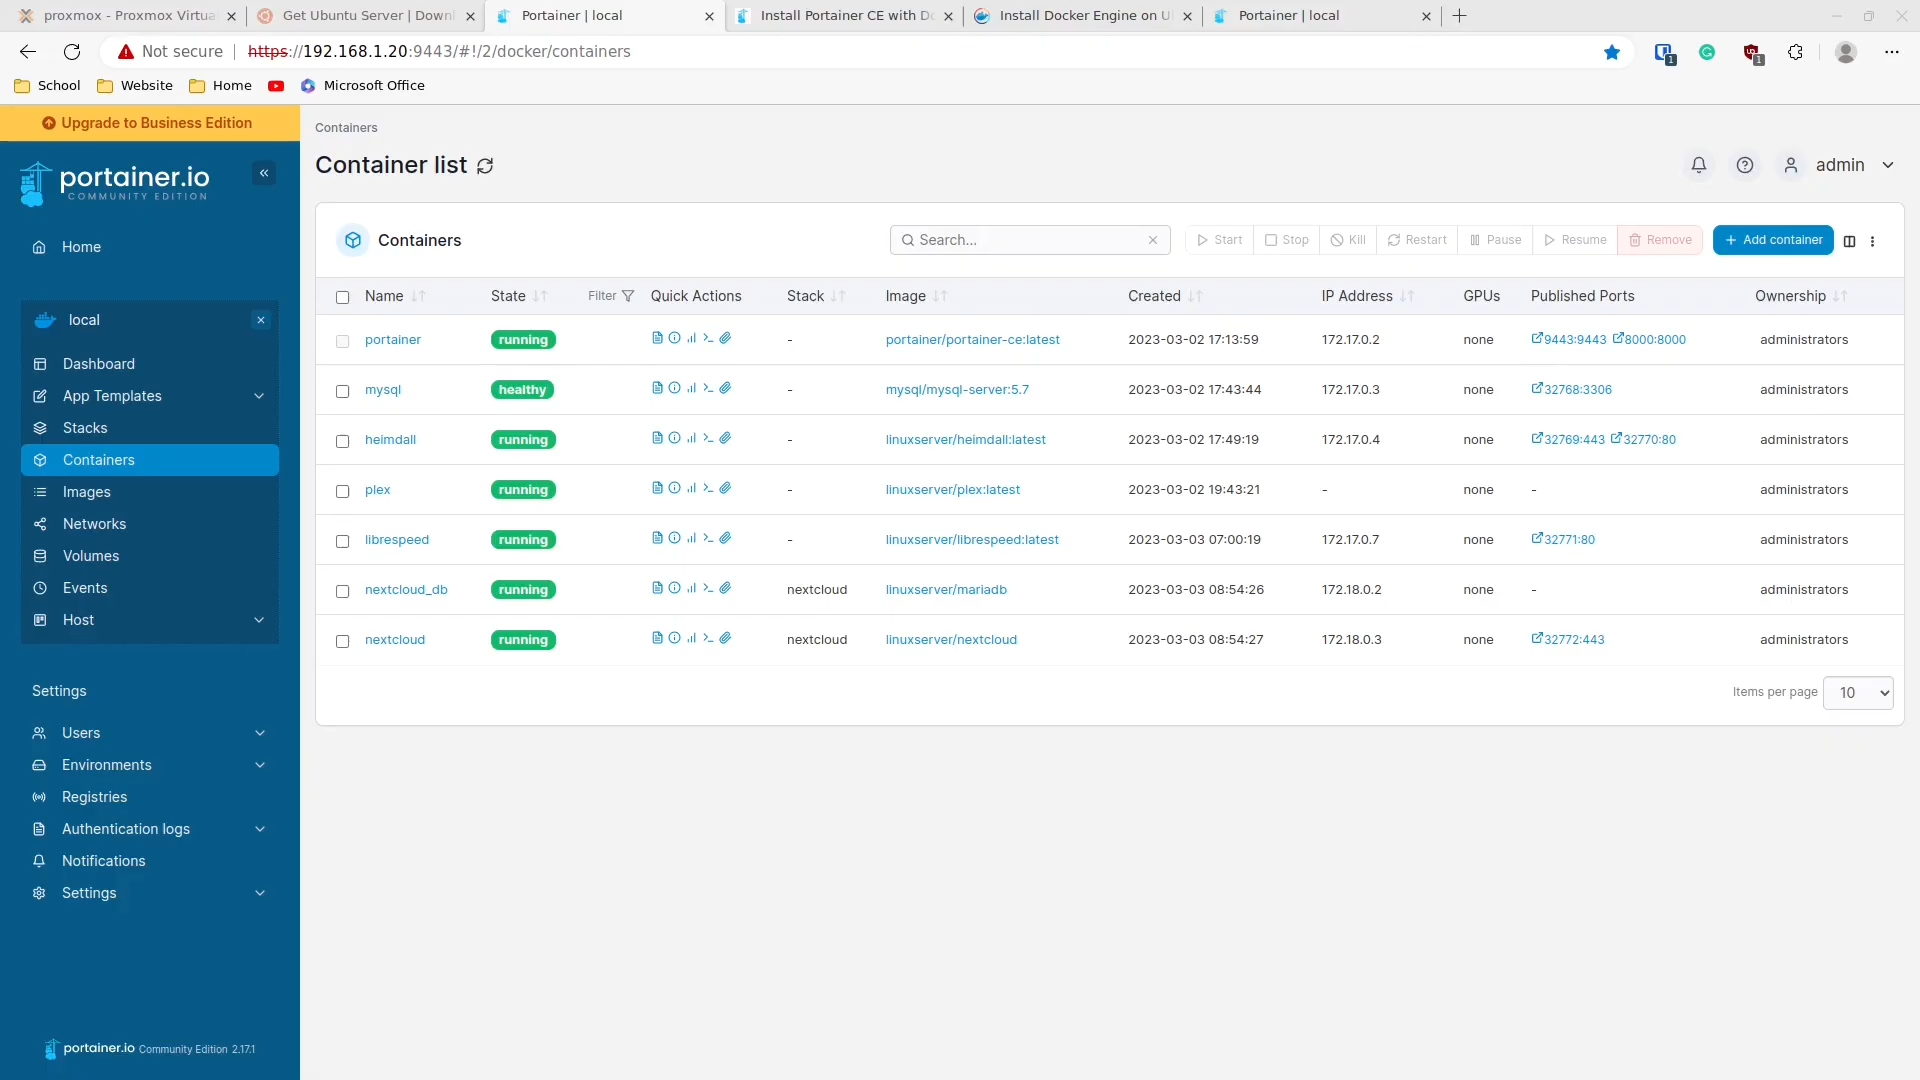 proxmox - Proxmox Virtua
Get Ubuntu Server | Downl
Portainer | local
Install Portainer CE with Do
Install Docker Engine on U
Portainer | local
Not secure
https://192.168.1.20:9443/#!/2/docker/containers
1
1
School
Website
Home
Microsoft Office
Upgrade to Business Edition
portainer.io
COMMUNITY EDITION
Home
local
Dashboard
App Templates
Stacks
Containers
Images
Networks
Volumes
Events
Host
Settings
Users
Environments
Registries
Authentication logs
Notifications
Settings
portainer.io Community Edition 2.17.1
Containers
Container list
admin
Containers
Search...
Start Stop Kill Restart Pause Resume Remove
+ Add container
Name State Filter Quick Actions Stack Image Created IP Address GPUs Published Ports Ownership
portainer running - portainer/portainer-ce:latest 2023-03-02 17:13:59 172.17.0.2 none 9443:9443 8000:8000 administrators
mysql healthy - mysql/mysql-server:5.7 2023-03-02 17:43:44 172.17.0.3 none 32768:3306 administrators
heimdall running - linuxserver/heimdall:latest 2023-03-02 17:49:19 172.17.0.4 none 32769:443 32770:80 administrators
plex running - linuxserver/plex:latest 2023-03-02 19:43:21 - none - administrators
librespeed running - linuxserver/librespeed:latest 2023-03-03 07:00:19 172.17.0.7 none 32771:80 administrators
nextcloud_db running nextcloud linuxserver/mariadb 2023-03-03 08:54:26 172.18.0.2 none - administrators
nextcloud running nextcloud linuxserver/nextcloud 2023-03-03 08:54:27 172.18.0.3 none 32772:443 administrators
Items per page 10